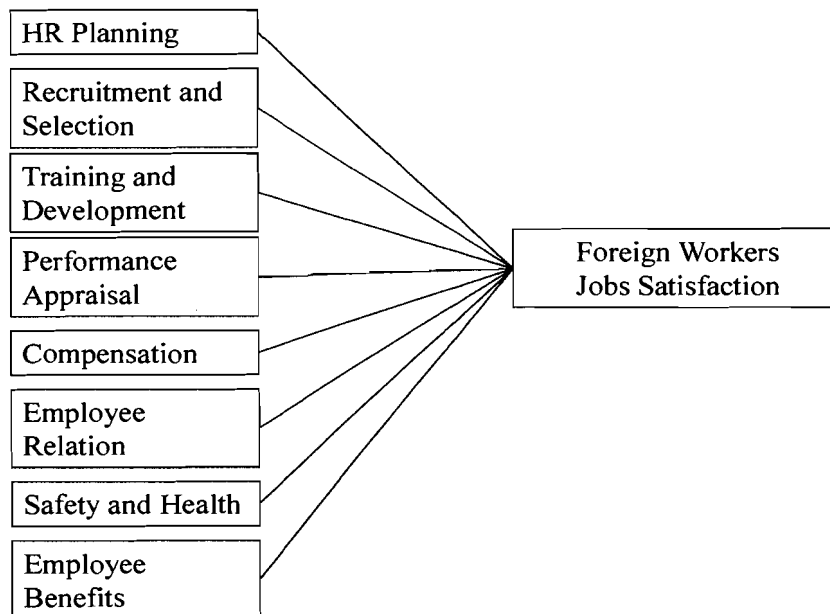 HR Planning
Recruitment and
Selection
Training and
Development
Performance
Appraisal
Compensation
Employee
Relation
Safety and Health
Employee
Benefits
Foreign Workers
Jobs Satisfaction